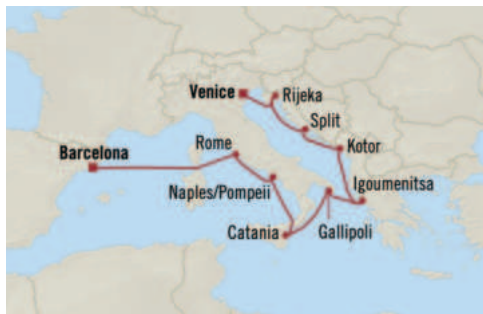 Venice
Rijeka
Split
Kotor
Rome
Barcelona
Naples/Pompeii
Igoumenitsa
Catania
Gallipoli